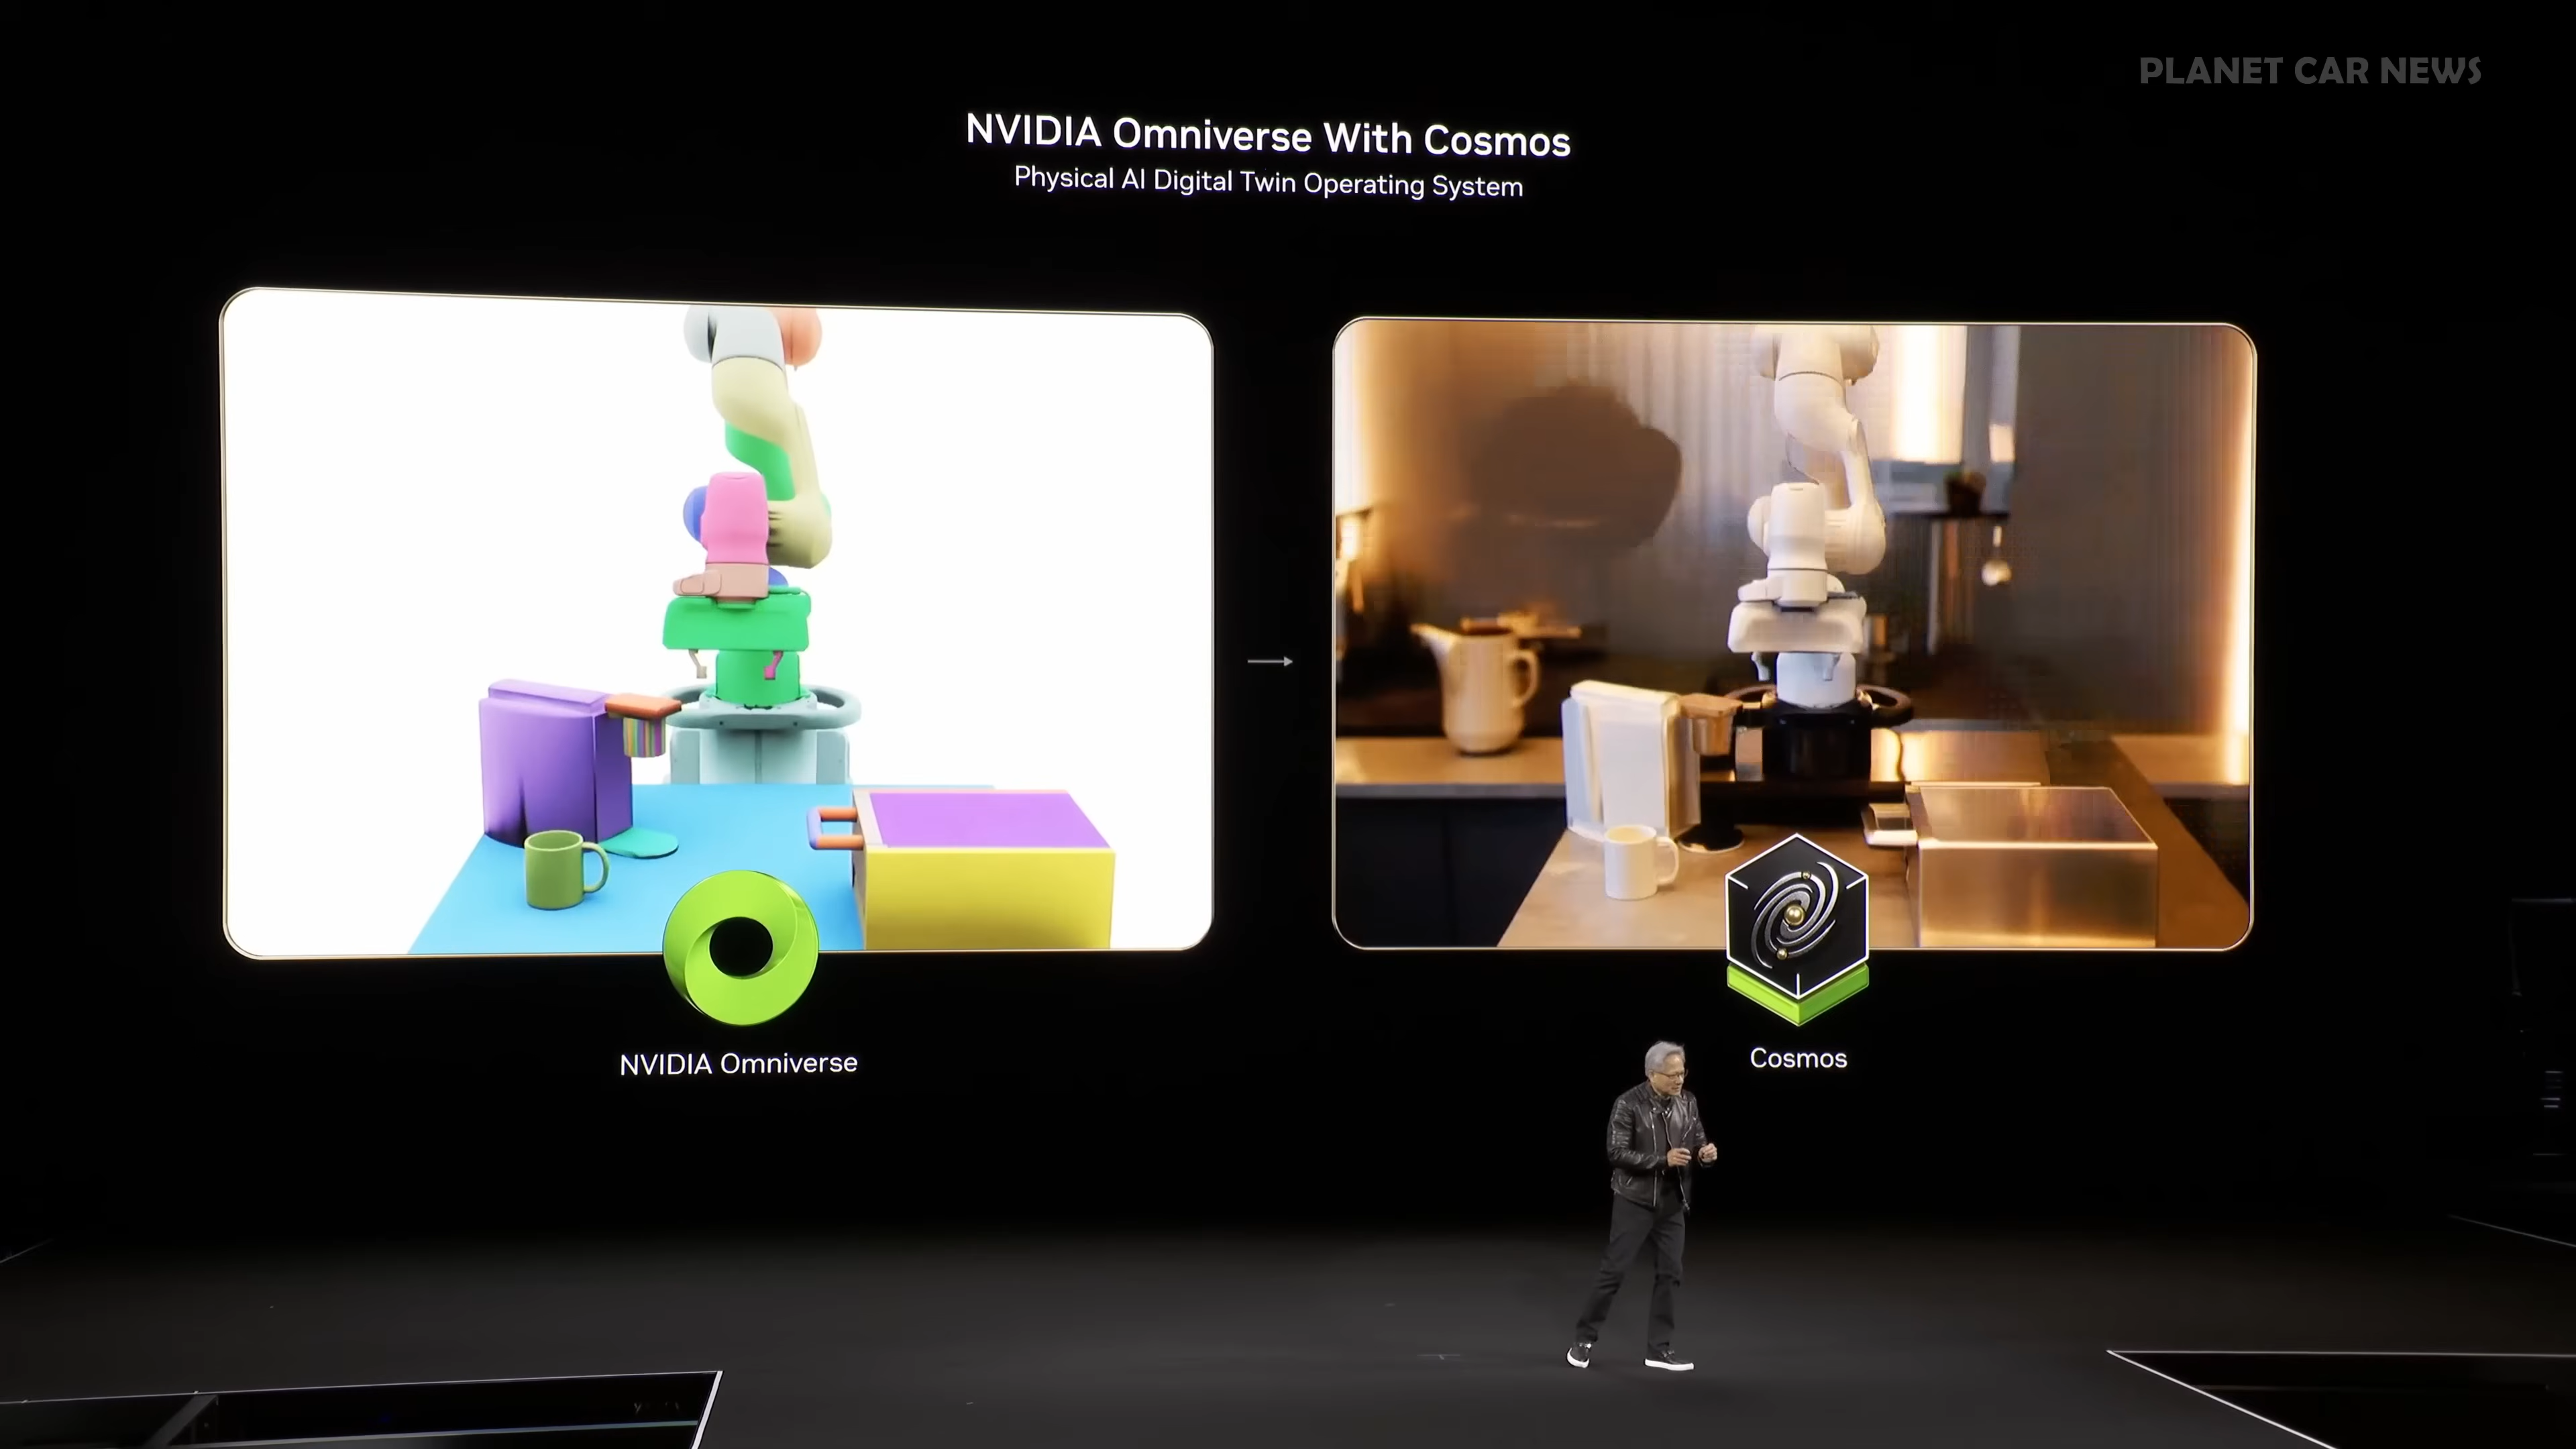 PLANET CAR NEWS
NVIDIA Omniverse With Cosmos
Physical AI Digital Twin Operating System
NVIDIA Omniverse
Cosmos